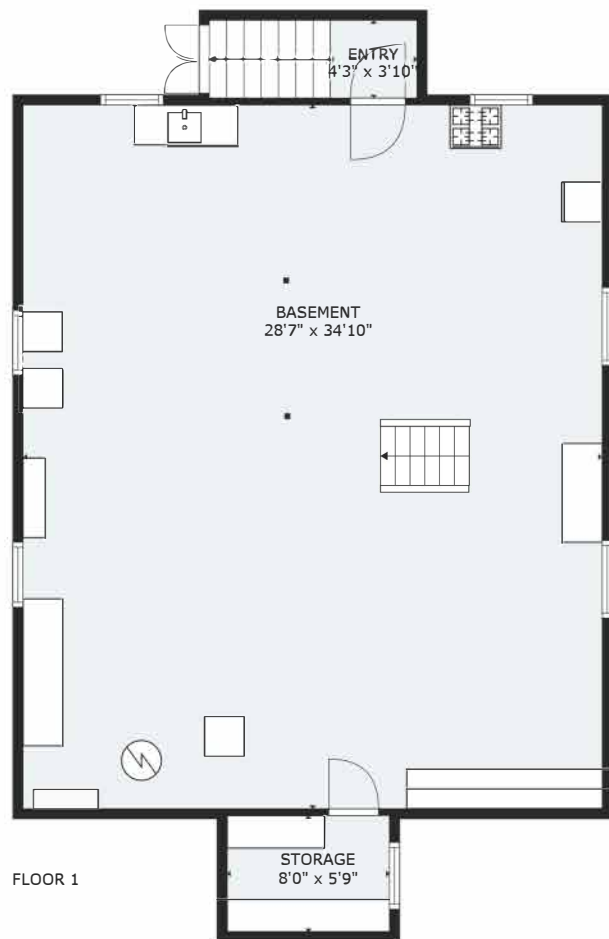 ENTRY
4'3" x 3'10"
BASEMENT
28'7" x 34'10"
STORAGE
8'0" x 5'9"
FLOOR 1